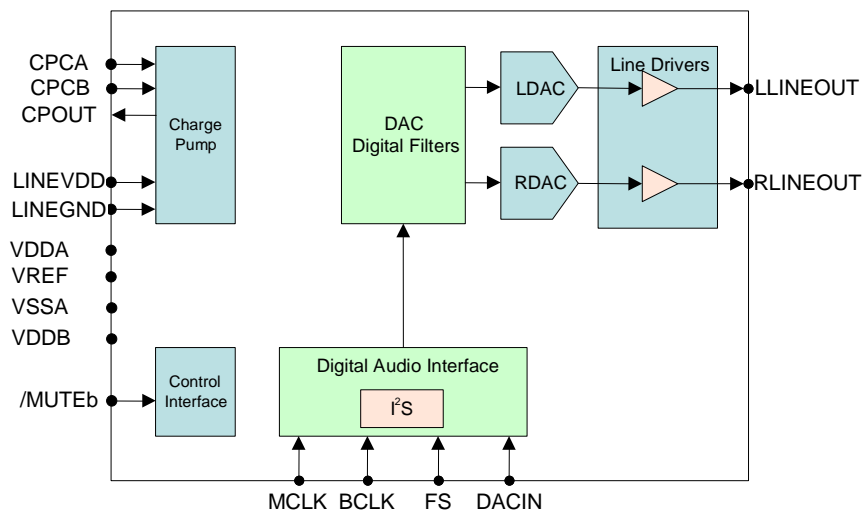 CPCA
CPCB
CPOUT
LINEVDD
LINEGND
VDDA
VREF
VSSA
VDDB
/MUTEb
Charge
Pump
Control
Interface
DAC
Digital Filters
LDAC
RDAC
Line Drivers
LLINEOUT
RLINEOUT
Digital Audio Interface
I²S
MCLK BCLK FS DACIN